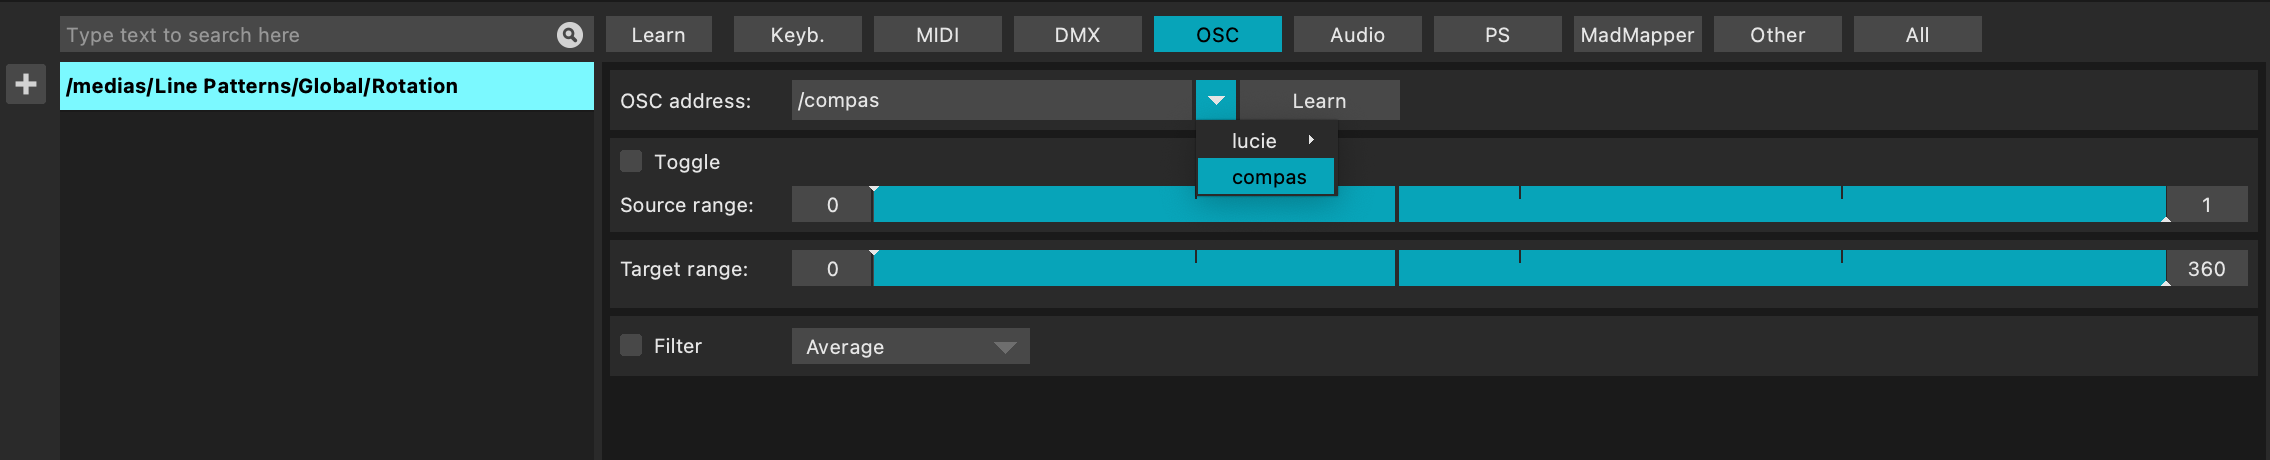 Type text to search here
Learn Keyb. MIDI DMX OSC Audio PS MadMapper Other All
/medias/Line Patterns/Global/Rotation
OSC address: /compas Learn
lucie
compas
Toggle
Source range: 0 1
Target range: 0 360
Filter Average